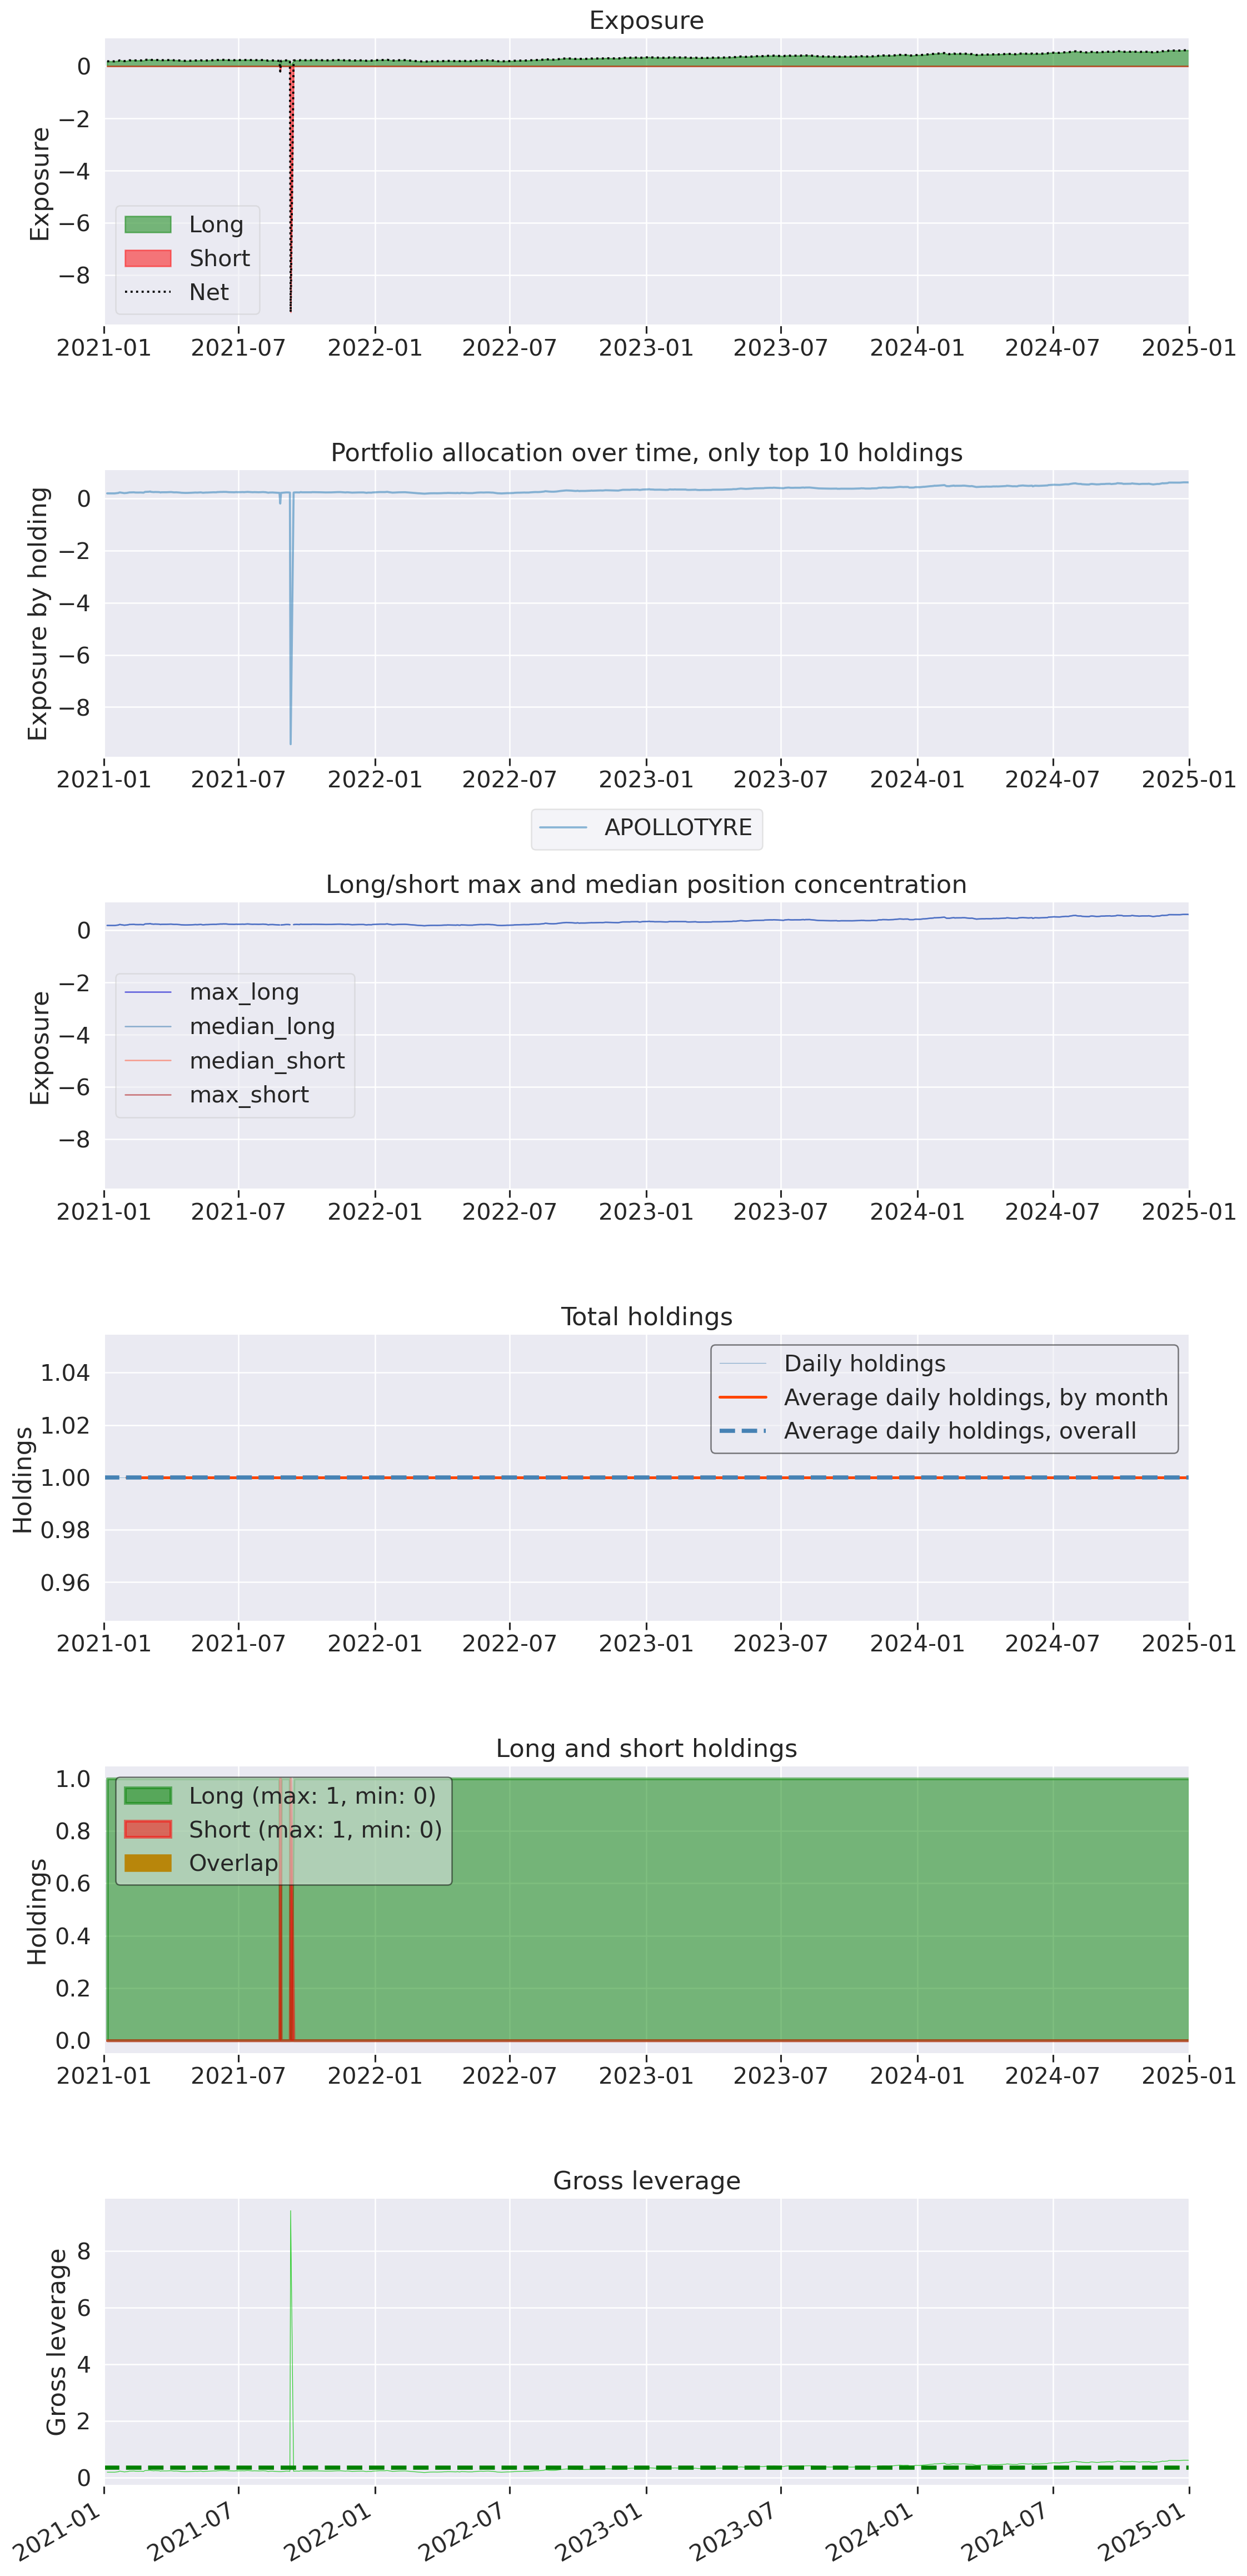 Exposure
0
−2
−4
−6
−8
Exposure
Long
Short
Net
2021-01 2021-07 2022-01 2022-07 2023-01 2023-07 2024-01 2024-07 2025-01
Portfolio allocation over time, only top 10 holdings
0
−2
−4
−6
−8
Exposure by holding
2021-01 2021-07 2022-01 2022-07 2023-01 2023-07 2024-01 2024-07 2025-01
APOLLOTYRE
Long/short max and median position concentration
0
−2
−4
−6
−8
Exposure
max_long
median_long
median_short
max_short
2021-01 2021-07 2022-01 2022-07 2023-01 2023-07 2024-01 2024-07 2025-01
Total holdings
1.04
1.02
1.00
0.98
0.96
Holdings
Daily holdings
Average daily holdings, by month
Average daily holdings, overall
2021-01 2021-07 2022-01 2022-07 2023-01 2023-07 2024-01 2024-07 2025-01
Long and short holdings
1.0
0.8
0.6
0.4
0.2
0.0
Holdings
Long (max: 1, min: 0)
Short (max: 1, min: 0)
Overlap
2021-01 2021-07 2022-01 2022-07 2023-01 2023-07 2024-01 2024-07 2025-01
Gross leverage
8
6
4
2
0
Gross leverage
2021-01 2021-07 2022-01 2022-07 2023-01 2023-07 2024-01 2024-07 2025-01